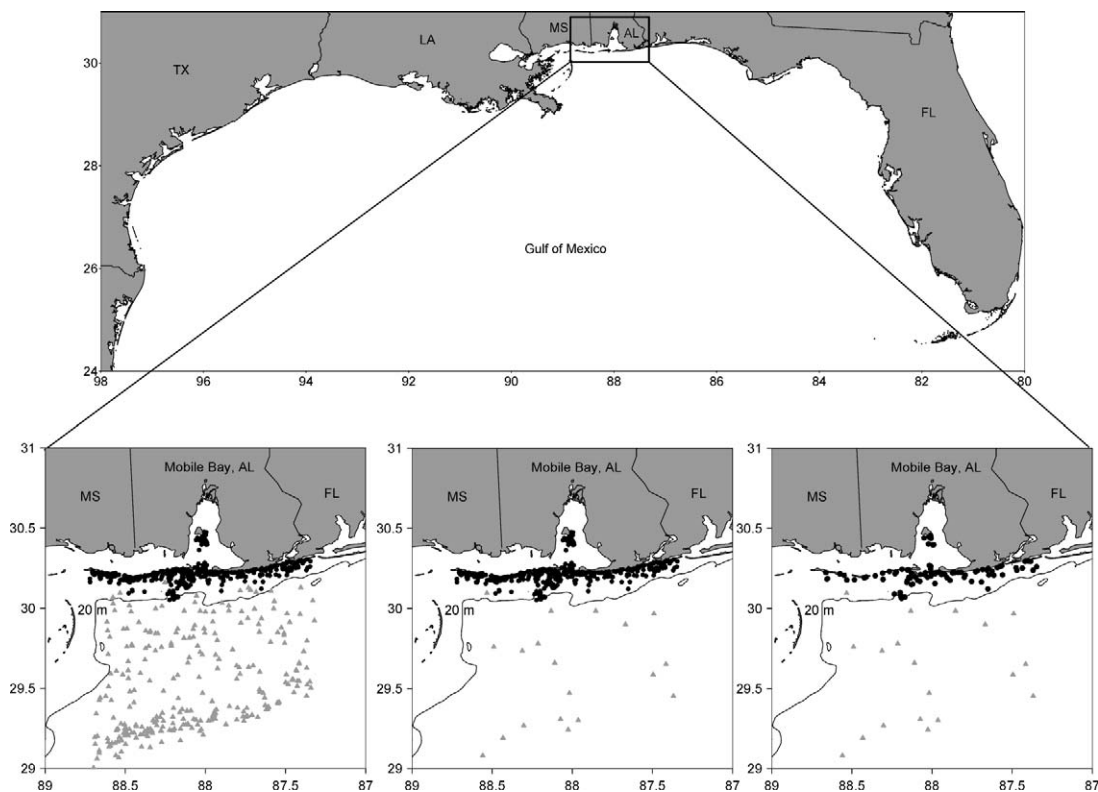 MS
AL
LA
TX
FL
Gulf of Mexico
30
28
26
24
98 96 94 92 90 88 86 84 82 80
31
30.5
30
29.5
29
Mobile Bay, AL
MS
FL
20 m
89 88.5 88 87.5 87
31
30.5
30
29.5
29
Mobile Bay, AL
MS
FL
20 m
89 88.5 88 87.5 87
31
30.5
30
29.5
29
Mobile Bay, AL
MS
FL
20 m
89 88.5 88 87.5 87